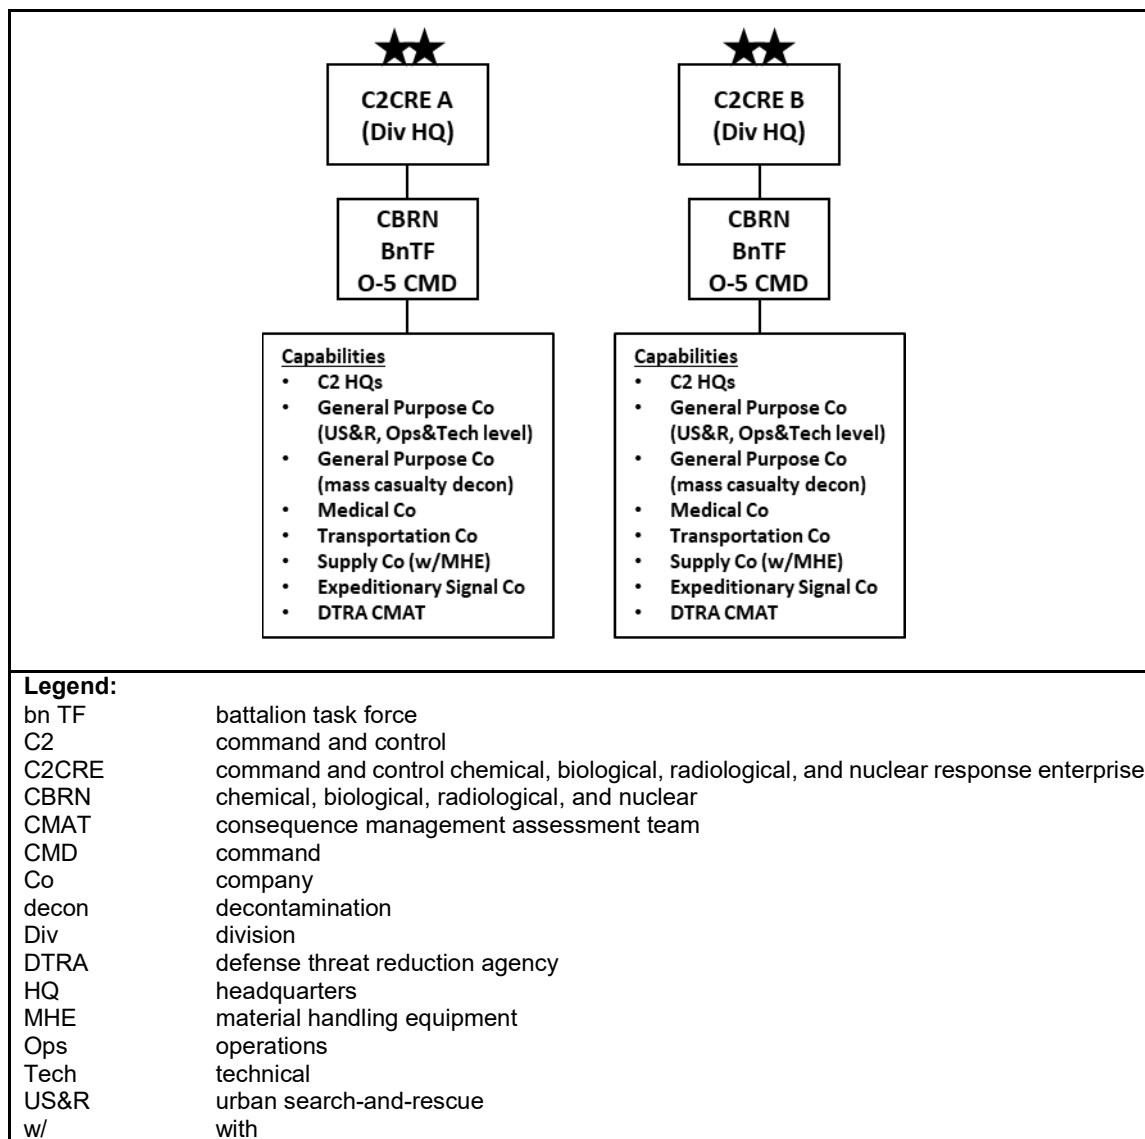 C2CRE A
(Div HQ)
CBRN
BnTF
O-5 CMD
Capabilities
• C2 HQs
• General Purpose Co
(US&R, Ops&Tech level)
• General Purpose Co
(mass casualty decon)
• Medical Co
• Transportation Co
• Supply Co (w/MHE)
• Expeditionary Signal Co
• DTRA CMAT
C2CRE B
(Div HQ)
CBRN
BnTF
O-5 CMD
Capabilities
• C2 HQs
• General Purpose Co
(US&R, Ops&Tech level)
• General Purpose Co
(mass casualty decon)
• Medical Co
• Transportation Co
• Supply Co (w/MHE)
• Expeditionary Signal Co
• DTRA CMAT
Legend:
bn TF battalion task force
C2 command and control
C2CRE command and control chemical, biological, radiological, and nuclear response enterprise
CBRN chemical, biological, radiological, and nuclear
CMAT consequence management assessment team
CMD command
Co company
decon decontamination
Div division
DTRA defense threat reduction agency
HQ headquarters
MHE material handling equipment
Ops operations
Tech technical
US&R urban search-and-rescue
w/ with